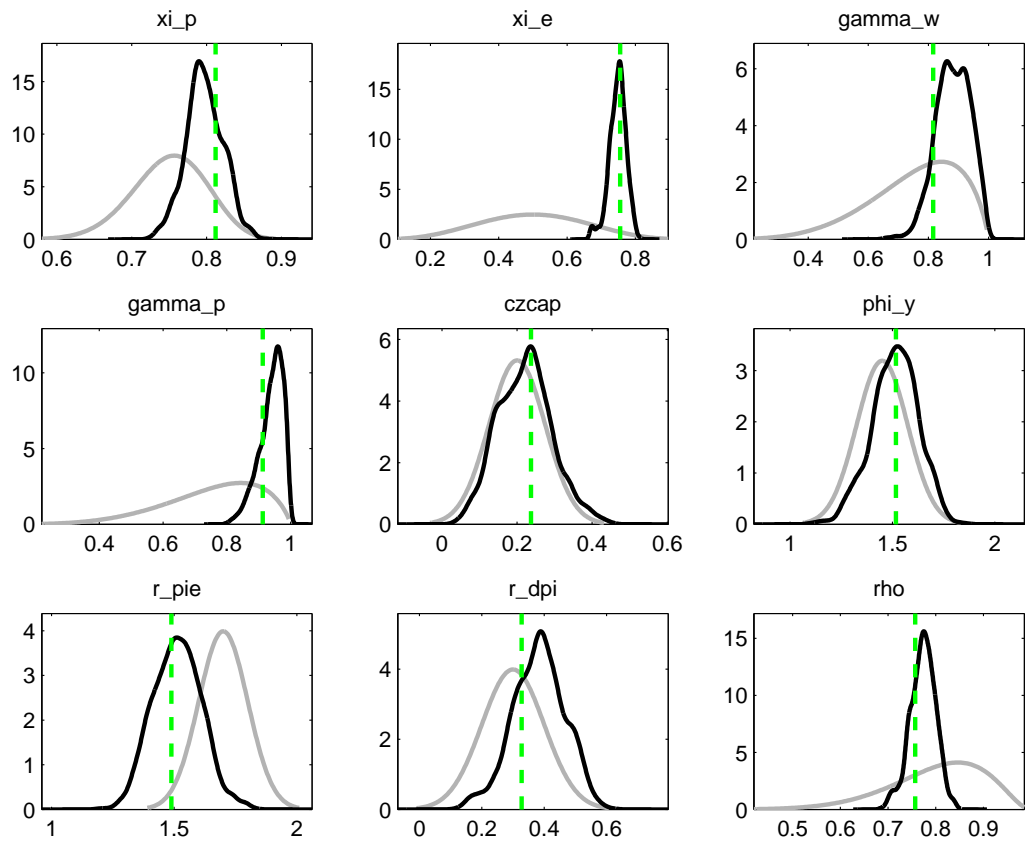 xi_p xi_e gamma_w
15 10 5 0 0.6 0.7 0.8 0.9
15 10 5 0 0.2 0.4 0.6 0.8
6 4 2 0 0.4 0.6 0.8 1
gamma_p czcap phi_y
10 5 0 0.4 0.6 0.8 1
6 4 2 0 0 0.2 0.4 0.6
3 2 1 0 1 1.5 2
r_pie r_dpi rho
4 3 2 1 0 1 1.5 2
4 2 0 0 0.2 0.4 0.6
15 10 5 0 0.5 0.6 0.7 0.8 0.9